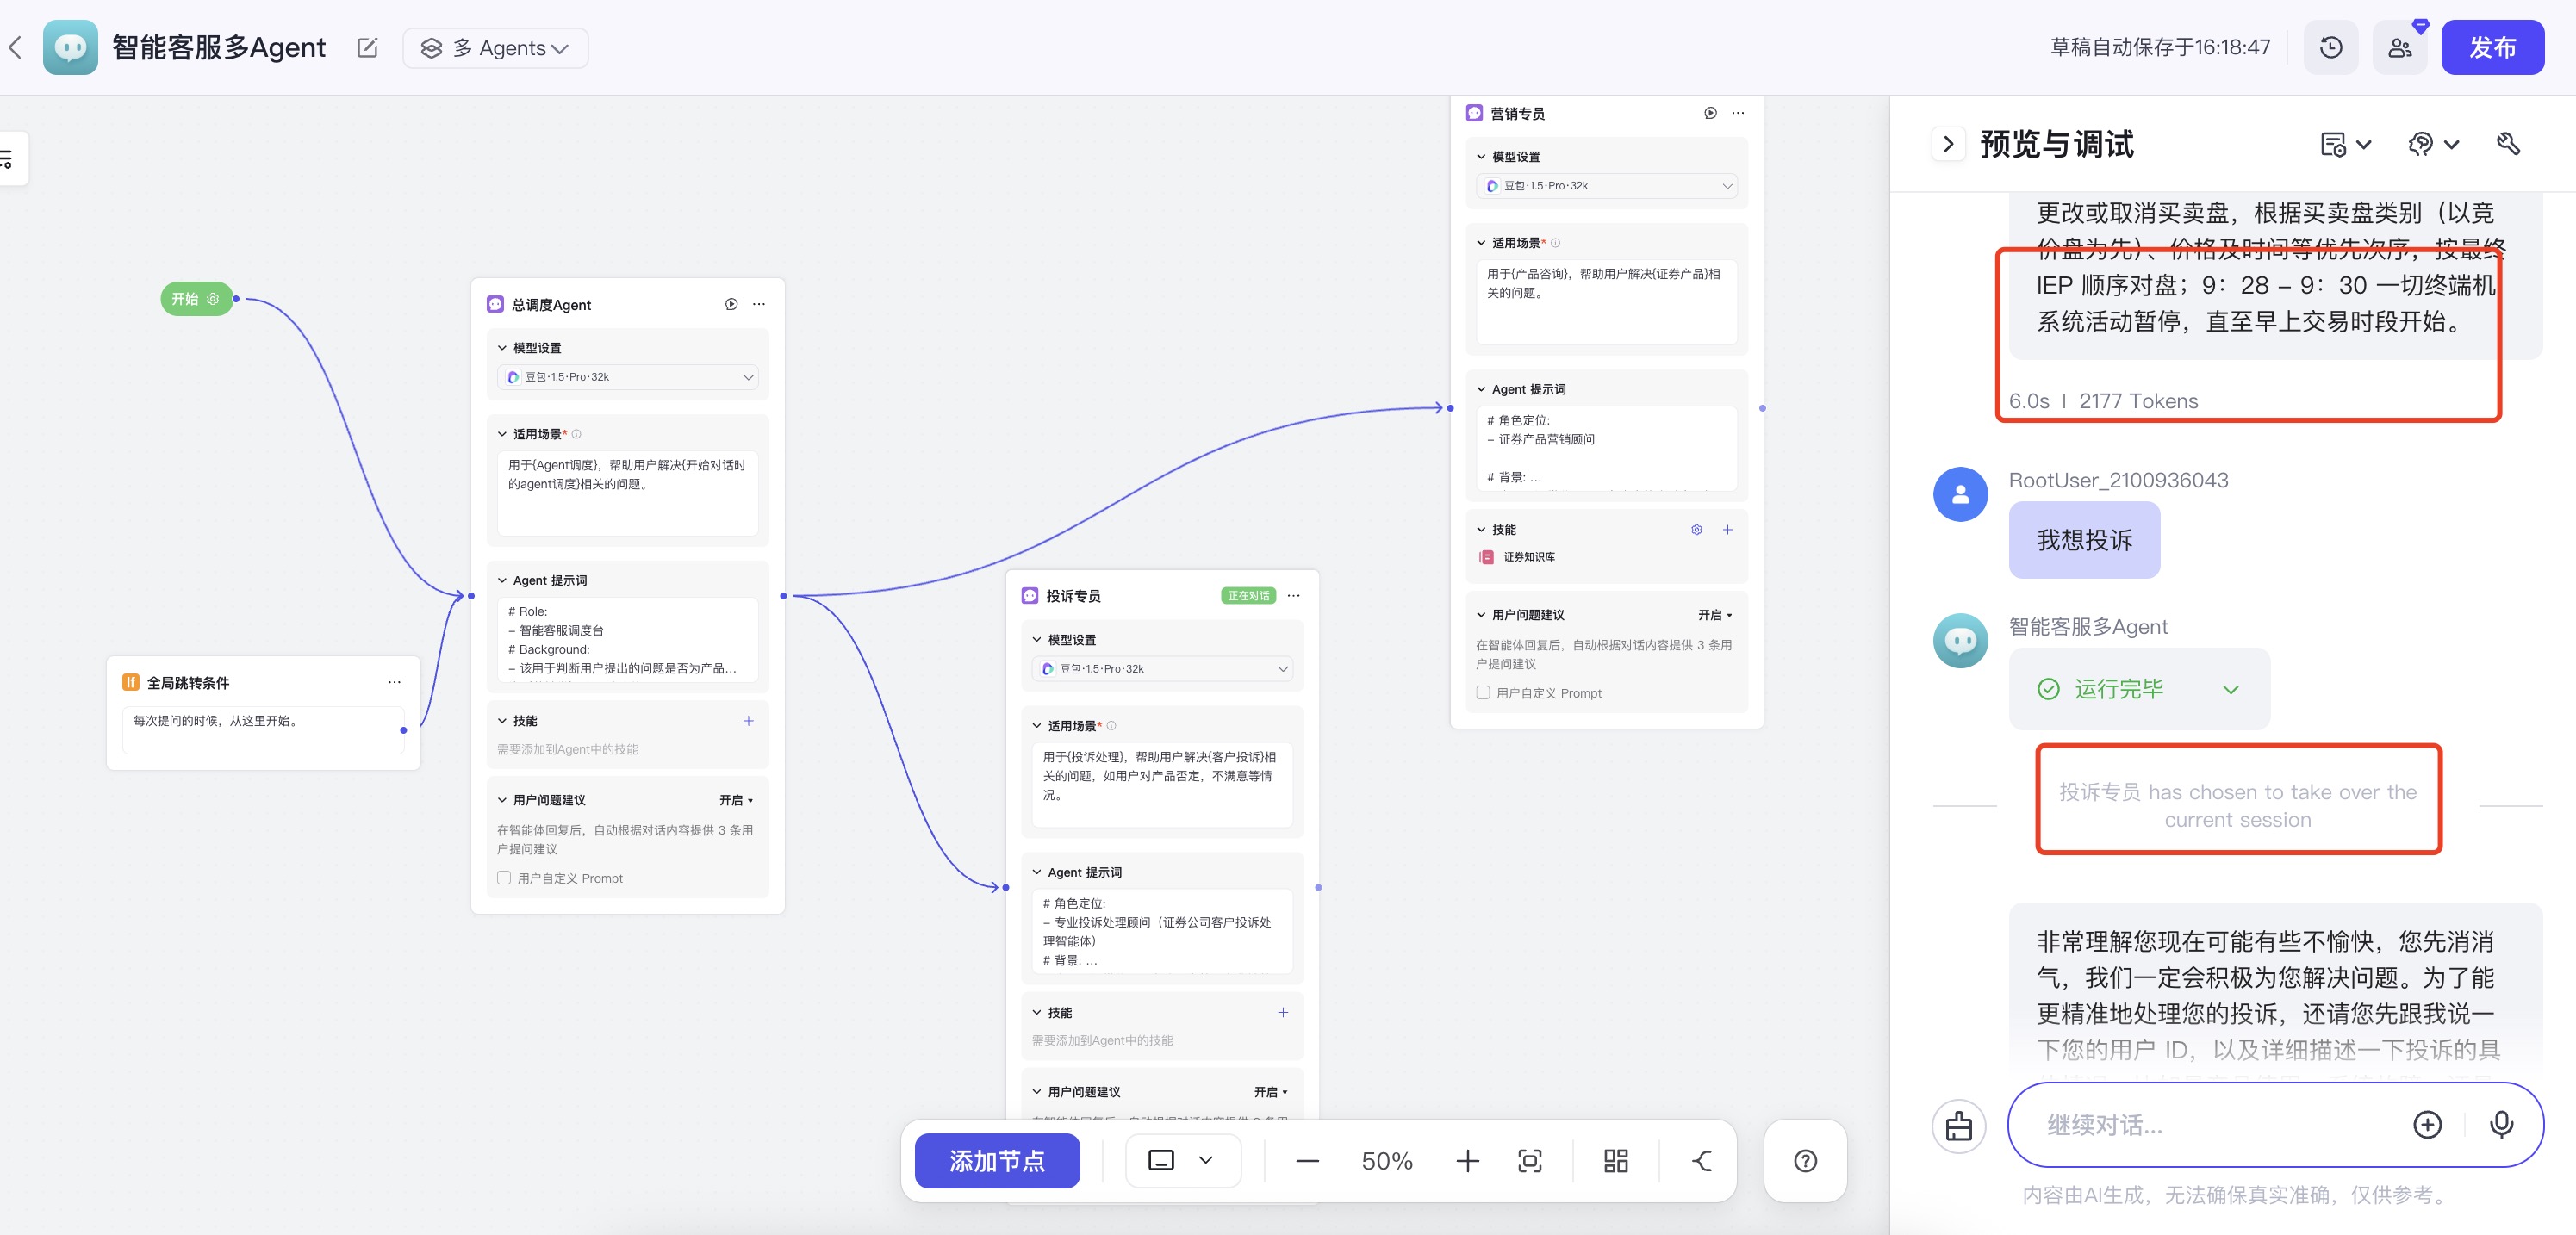 智能客服多Agent
多 Agents
草稿自动保存于16:18:47
发布
开始
If 全局跳转条件
每次提问的时候，从这里开始。
总调度Agent
模型设置
豆包·1.5·Pro·32k
适用场景*
用于{Agent调度}，帮助用户解决{开始对话时
的agent调度}相关的问题。
Agent 提示词
# Role:
– 智能客服调度台
# Background:
– 该用于判断用户提出的问题是否为产品...
技能
需要添加到Agent中的技能
用户问题建议 开启
在智能体回复后，自动根据对话内容提供 3 条用
户提问建议
用户自定义 Prompt
投诉专员 正在对话
模型设置
豆包·1.5·Pro·32k
适用场景*
用于{投诉处理}，帮助用户解决{客户投诉}相
关的问题，如用户对产品否定，不满意等情
况。
Agent 提示词
# 角色定位:
– 专业投诉处理顾问（证券公司客户投诉处
理智能体）
# 背景: ...
技能
需要添加到Agent中的技能
用户问题建议 开启
营销专员
模型设置
豆包·1.5·Pro·32k
适用场景*
用于{产品咨询}，帮助用户解决{证券产品}相
关的问题。
Agent 提示词
# 角色定位:
– 证券产品营销顾问
# 背景: ...
技能
证券知识库
用户问题建议 开启
在智能体回复后，自动根据对话内容提供 3 条用
户提问建议
用户自定义 Prompt
添加节点
50%
预览与调试
更改或取消买卖盘，根据买卖盘类别（以竞
价盘为先）、价格及时间等优先次序，按最终
IEP 顺序对盘；9：28 – 9：30 一切终端机
系统活动暂停，直至早上交易时段开始。
6.0s | 2177 Tokens
RootUser_2100936043
我想投诉
智能客服多Agent
运行完毕
投诉专员 has chosen to take over the
current session
非常理解您现在可能有些不愉快，您先消消
气，我们一定会积极为您解决问题。为了能
更精准地处理您的投诉，还请您先跟我说一
下您的用户 ID，以及详细描述一下投诉的具
继续对话...
内容由AI生成，无法确保真实准确，仅供参考。